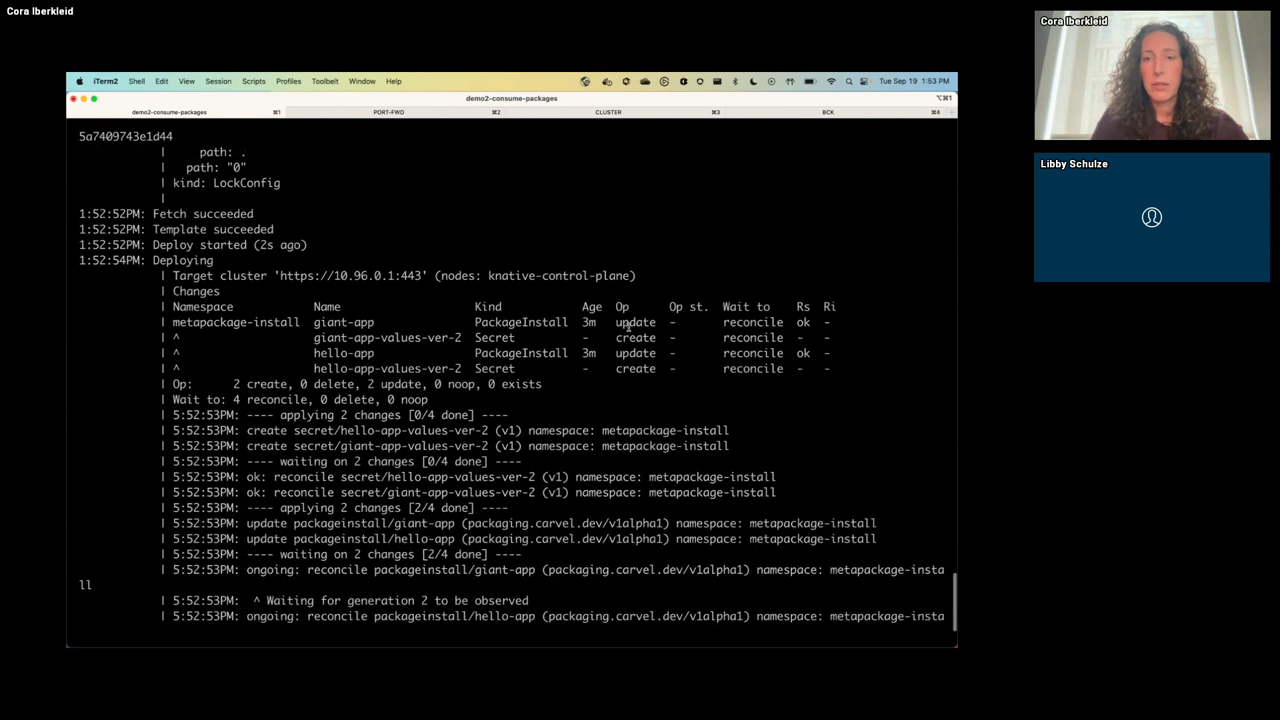 Cora Iberkleid
Cora Iberkleid
Libby Schulze
iTerm2 Shell Edit View Session Scripts Profiles Toolbelt Window Help Tue Sep 19 1:53 PM
demo2-consume-packages ⌥⌘1
demo2-consume-packages ⌘1 PORT-FWD ⌘2 CLUSTER ⌘3 BCK ⌘4
5a7409743e1d44
| path: .
| path: "0"
| kind: LockConfig
|
1:52:52PM: Fetch succeeded
1:52:52PM: Template succeeded
1:52:52PM: Deploy started (2s ago)
1:52:54PM: Deploying
| Target cluster 'https://10.96.0.1:443' (nodes: knative-control-plane)
| Changes
| Namespace Name Kind Age Op Op st. Wait to Rs Ri
| metapackage-install giant-app PackageInstall 3m update - reconcile ok -
| ^ giant-app-values-ver-2 Secret - create - reconcile - -
| ^ hello-app PackageInstall 3m update - reconcile ok -
| ^ hello-app-values-ver-2 Secret - create - reconcile - -
| Op: 2 create, 0 delete, 2 update, 0 noop, 0 exists
| Wait to: 4 reconcile, 0 delete, 0 noop
| 5:52:53PM: ---- applying 2 changes [0/4 done] ----
| 5:52:53PM: create secret/hello-app-values-ver-2 (v1) namespace: metapackage-install
| 5:52:53PM: create secret/giant-app-values-ver-2 (v1) namespace: metapackage-install
| 5:52:53PM: ---- waiting on 2 changes [0/4 done] ----
| 5:52:53PM: ok: reconcile secret/hello-app-values-ver-2 (v1) namespace: metapackage-install
| 5:52:53PM: ok: reconcile secret/giant-app-values-ver-2 (v1) namespace: metapackage-install
| 5:52:53PM: ---- applying 2 changes [2/4 done] ----
| 5:52:53PM: update packageinstall/giant-app (packaging.carvel.dev/v1alpha1) namespace: metapackage-install
| 5:52:53PM: update packageinstall/hello-app (packaging.carvel.dev/v1alpha1) namespace: metapackage-install
| 5:52:53PM: ---- waiting on 2 changes [2/4 done] ----
| 5:52:53PM: ongoing: reconcile packageinstall/giant-app (packaging.carvel.dev/v1alpha1) namespace: metapackage-insta
ll
| 5:52:53PM: ^ Waiting for generation 2 to be observed
| 5:52:53PM: ongoing: reconcile packageinstall/hello-app (packaging.carvel.dev/v1alpha1) namespace: metapackage-insta